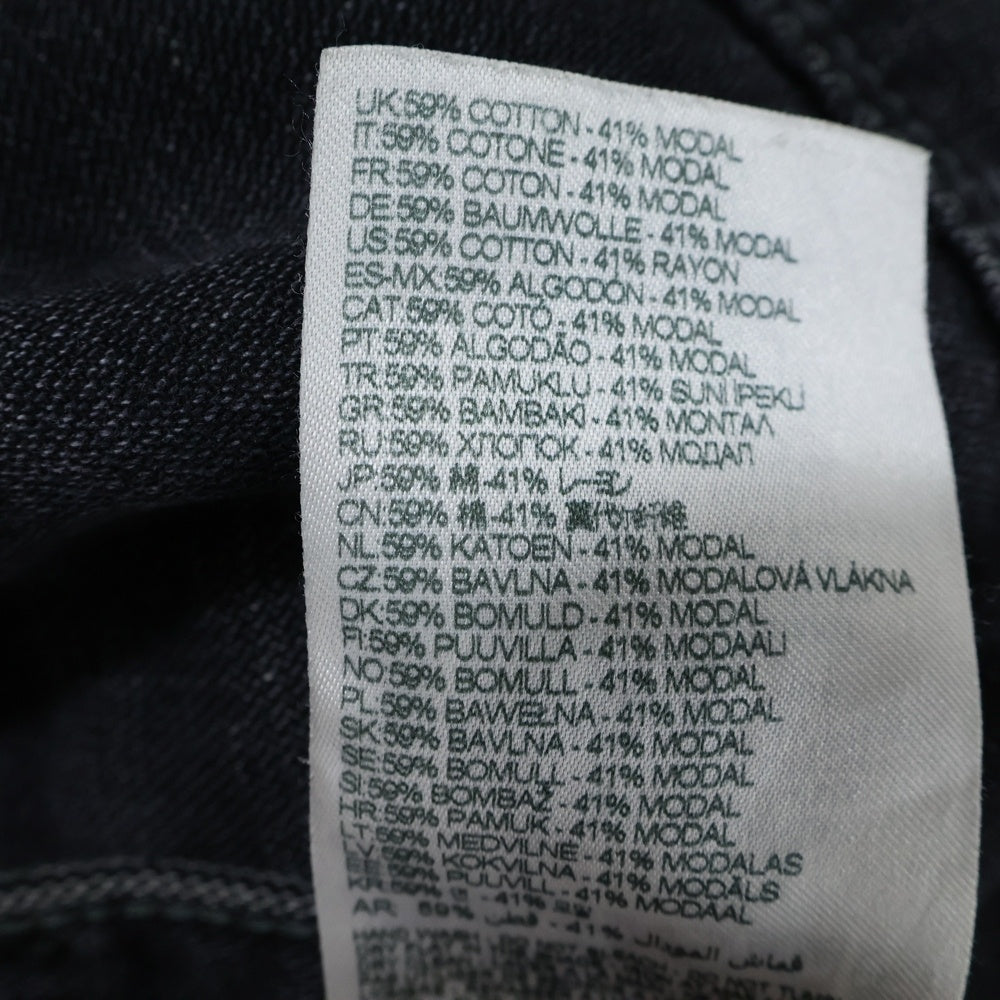 UK:59% COTTON - 41% MODAL
IT:59% COTONE - 41% MODAL
FR:59% COTON - 41% MODAL
DE:59% BAUMWOLLE - 41% MODAL
US:59% COTTON - 41% RAYON
ES-MX:59% ALGODÓN - 41% MODAL
CAT:59% COTÓ - 41% MODAL
PT:59% ALGODÃO - 41% MODAL
TR:59% PAMUKLU - 41% SUNİ İPEKLİ
GR:59% ΒΑΜΒΑΚΙ - 41% ΜΟΝΤΑΛ
RU:59% ХЛОПОК - 41% МОДАЛ
JP:59% 綿 -41% レーヨン
CN:59% 棉 -41%
NL:59% KATOEN - 41% MODAL
CZ:59% BAVLNA - 41% MODALOVÁ VLÁKNA
DK:59% BOMULD - 41% MODAL
FI:59% PUUVILLA - 41% MODAALI
NO:59% BOMULL - 41% MODAL
PL:59% BAWEŁNA - 41% MODAL
SK:59% BAVLNA - 41% MODAL
SE:59% BOMULL - 41% MODAL
SI:59% BOMBAŽ - 41% MODAL
HR:59% PAMUK - 41% MODAL
LT:59% MEDVILNĖ - 41% MODALAS
59% KOKVILNA - 41% MODĀLS
59% PUUVILL - 41% MODAAL
59% - 41%
AR: 59% قطن - 41% قماش المودال